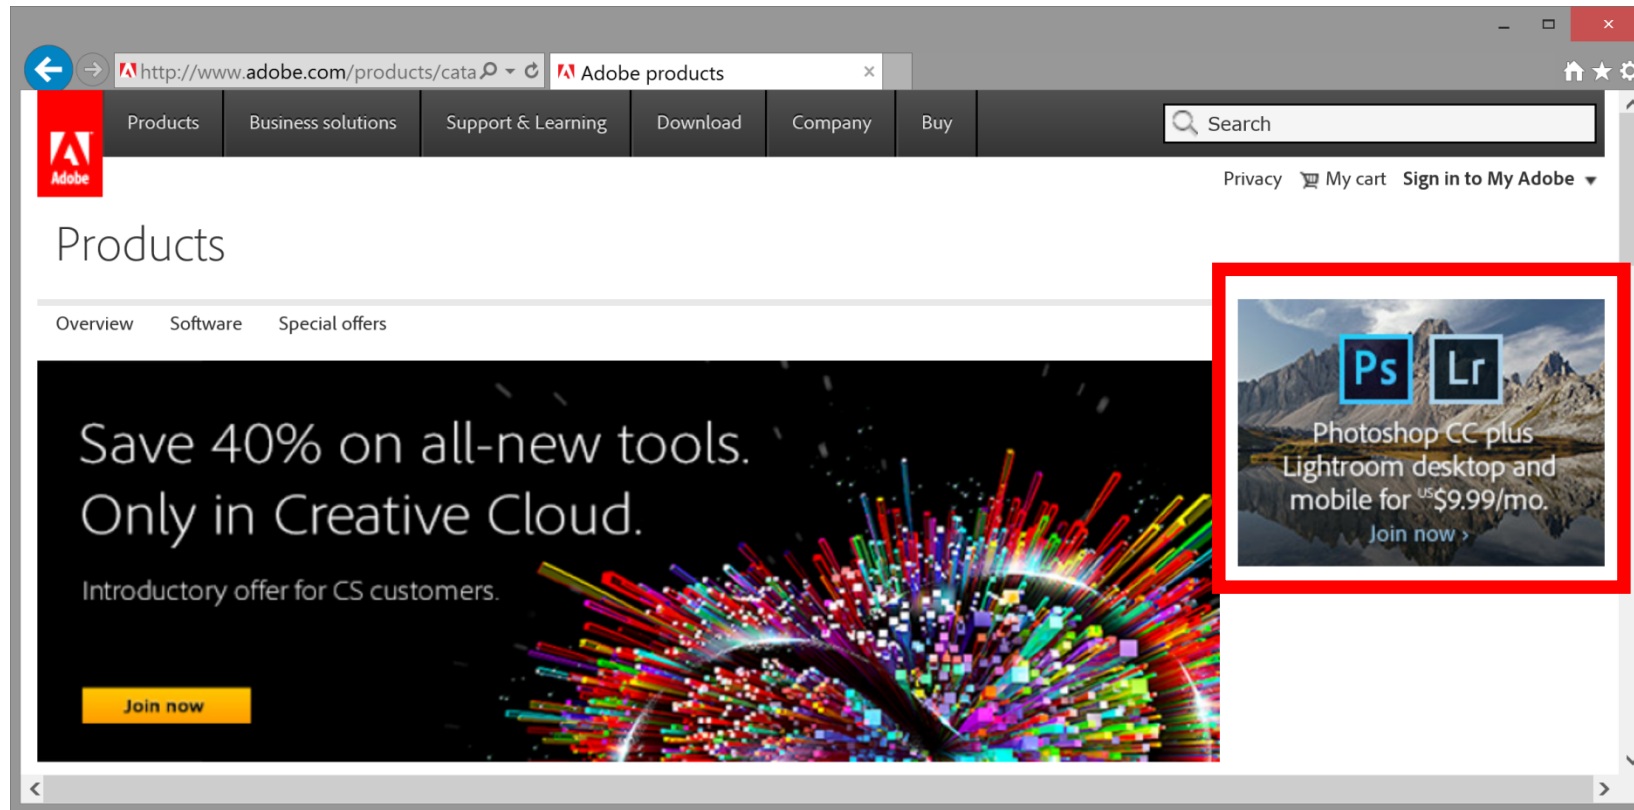 http://www.adobe.com/products/cata
Adobe products
Products
Business solutions
Support & Learning
Download
Company
Buy
Search
Adobe
Privacy
My cart
Sign in to My Adobe
Products
Overview
Software
Special offers
Save 40% on all-new tools.
Only in Creative Cloud.
Introductory offer for CS customers.
Join now
Ps
Lr
Photoshop CC plus
Lightroom desktop and
mobile for US$9.99/mo.
Join now ›